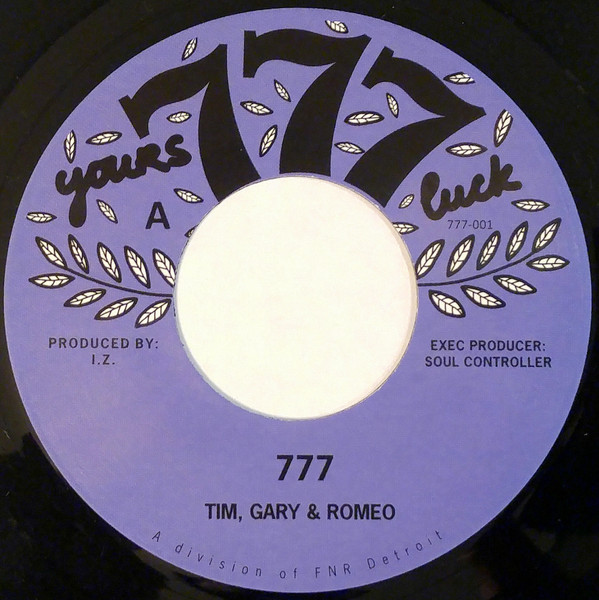 777
yours
luck
A
777-001
PRODUCED BY:
I.Z.
EXEC PRODUCER:
SOUL CONTROLLER
777
TIM, GARY & ROMEO
A division of FNR Detroit